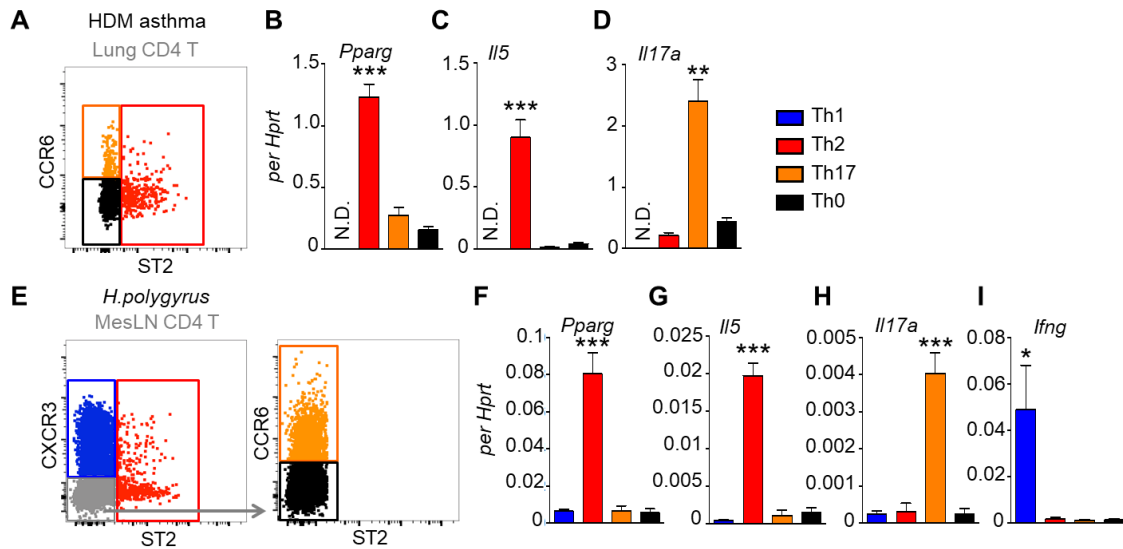 A
HDM asthma
Lung CD4 T
CCR6
ST2
B
Pparg
per Hprt
1.5
1.0
0.5
0
***
N.D.
C
Il5
1.5
1.0
0.5
0
***
N.D.
D
Il17a
3
2
1
0
**
N.D.
Th1
Th2
Th17
Th0
E
H.polygyrus
MesLN CD4 T
CXCR3
ST2
CCR6
ST2
F
Pparg
per Hprt
0.1
0.08
0.06
0.04
0.02
0
***
G
Il5
0.025
0.02
0.015
0.01
0.005
0
***
H
Il17a
0.005
0.004
0.003
0.002
0.001
0
***
I
Ifng
0.08
0.06
0.04
0.02
0
*